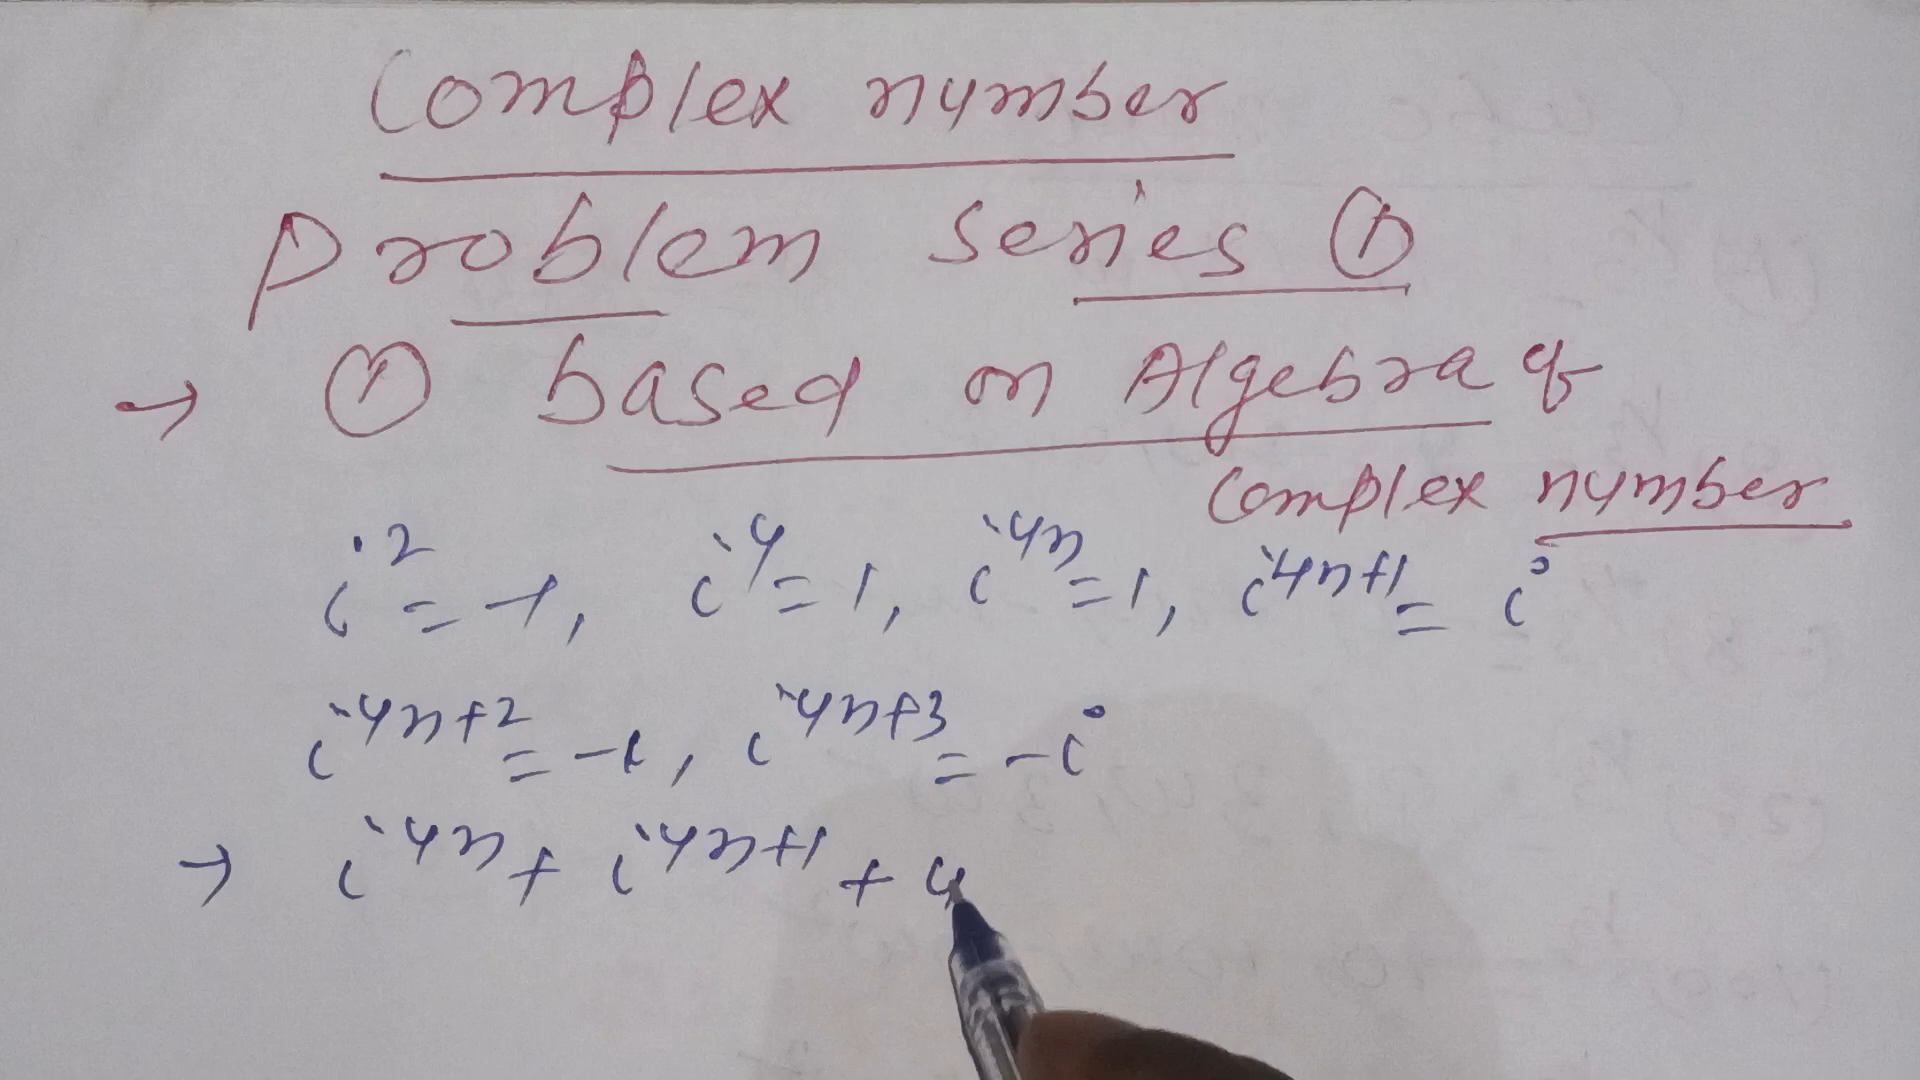 Complex number
Problem series ①
→ ① based on Algebra of
complex number
i² = -1, i⁴ = 1, i⁴ⁿ = 1, i⁴ⁿ⁺¹ = i
i⁴ⁿ⁺² = -1, i⁴ⁿ⁺³ = -i
→ i⁴ⁿ + i⁴ⁿ⁺¹ + 4